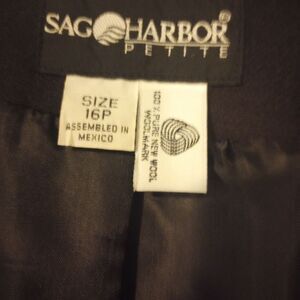 SAG HARBOR®
PETITE
SIZE
16P
ASSEMBLED IN
MEXICO
100% PURE NEW WOOL
WOOLMARK